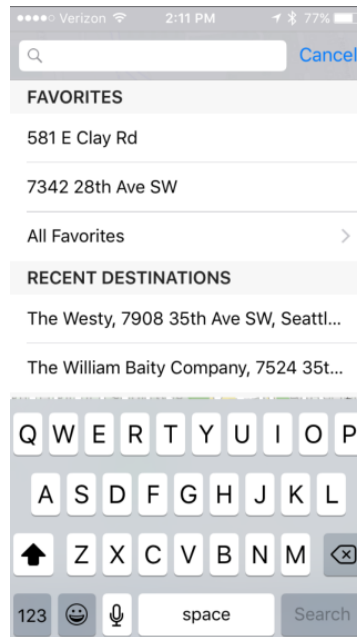 Verizon 2:11 PM 77%
Cancel
FAVORITES
581 E Clay Rd
7342 28th Ave SW
All Favorites
RECENT DESTINATIONS
The Westy, 7908 35th Ave SW, Seattl...
The William Baity Company, 7524 35t...
Q W E R T Y U I O P
A S D F G H J K L
Z X C V B N M
123 space Search